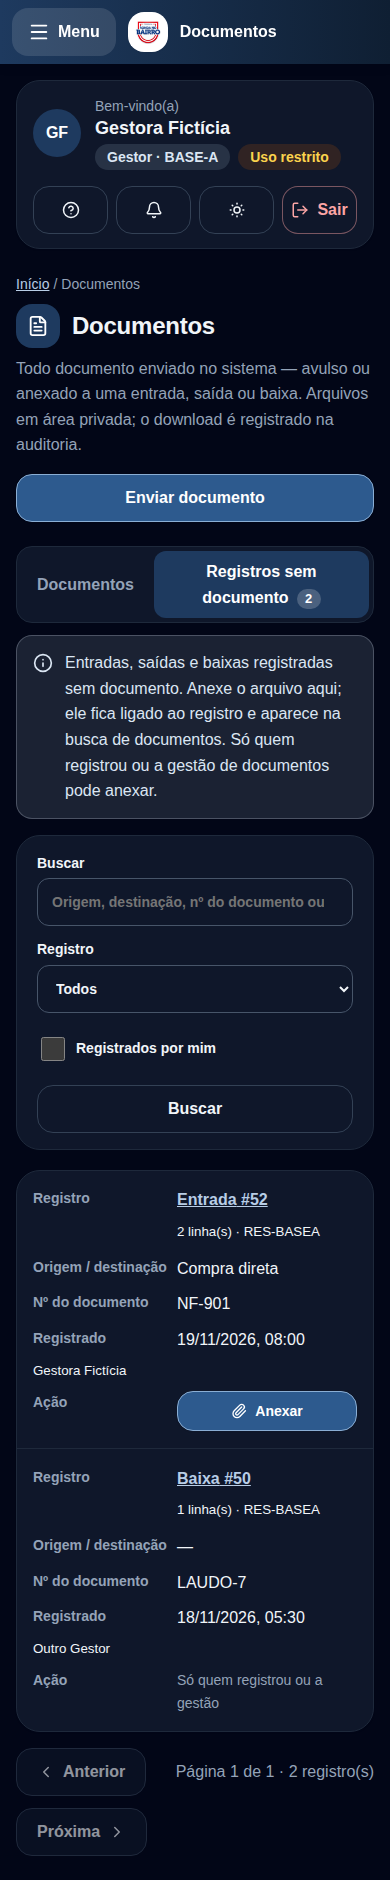 Menu
BAIRRO
Documentos
GF
Bem-vindo(a)
Gestora Fictícia
Gestor · BASE-A
Uso restrito
Sair
Início / Documentos
Documentos
Todo documento enviado no sistema — avulso ou
anexado a uma entrada, saída ou baixa. Arquivos
em área privada; o download é registrado na
auditoria.
Enviar documento
Documentos
Registros sem
documento 2
Entradas, saídas e baixas registradas
sem documento. Anexe o arquivo aqui;
ele fica ligado ao registro e aparece na
busca de documentos. Só quem
registrou ou a gestão de documentos
pode anexar.
Buscar
Origem, destinação, nº do documento ou
Registro
Todos
Registrados por mim
Buscar
Registro Entrada #52
2 linha(s) · RES-BASEA
Origem / destinação Compra direta
Nº do documento NF-901
Registrado 19/11/2026, 08:00
Gestora Fictícia
Ação Anexar
Registro Baixa #50
1 linha(s) · RES-BASEA
Origem / destinação —
Nº do documento LAUDO-7
Registrado 18/11/2026, 05:30
Outro Gestor
Ação Só quem registrou ou a
gestão
Anterior Página 1 de 1 · 2 registro(s)
Próxima